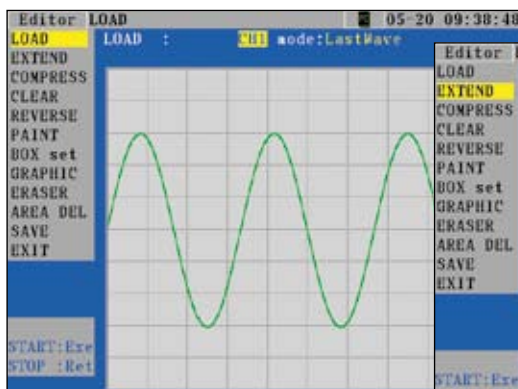 Editor LOAD 05-20 09:38:48
LOAD
EXTEND
COMPRESS
CLEAR
REVERSE
PAINT
BOX set
GRAPHIC
ERASER
AREA DEL
SAVE
EXIT
START:Exe
STOP :Ret
LOAD : CH1 mode:LastWave
Editor
LOAD
EXTEND
COMPRESS
CLEAR
REVERSE
PAINT
BOX set
GRAPHIC
ERASER
AREA DEL
SAVE
EXIT
START:Exe